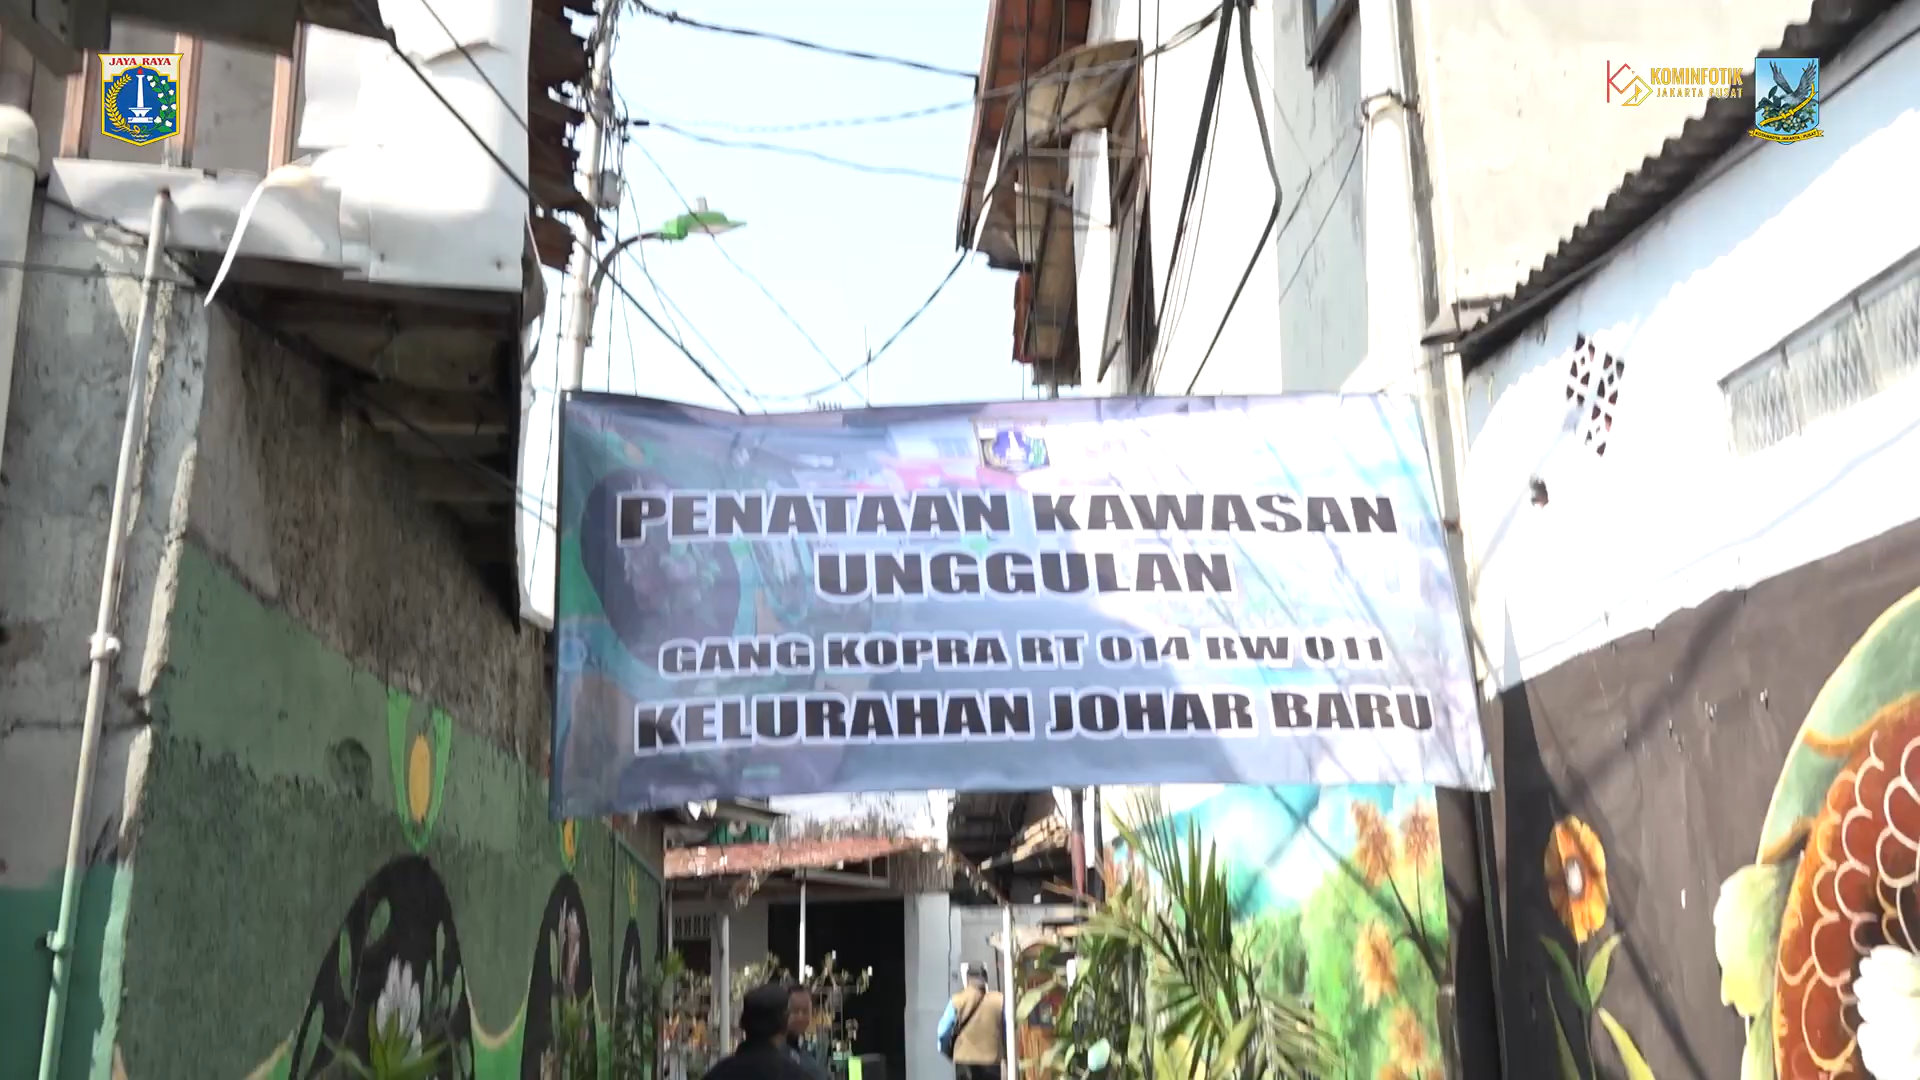 JAYA RAYA
KOMINFOTIK
JAKARTA PUSAT
PENATAAN KAWASAN
UNGGULAN
GANG KOPRA RT 014 RW 011
KELURAHAN JOHAR BARU